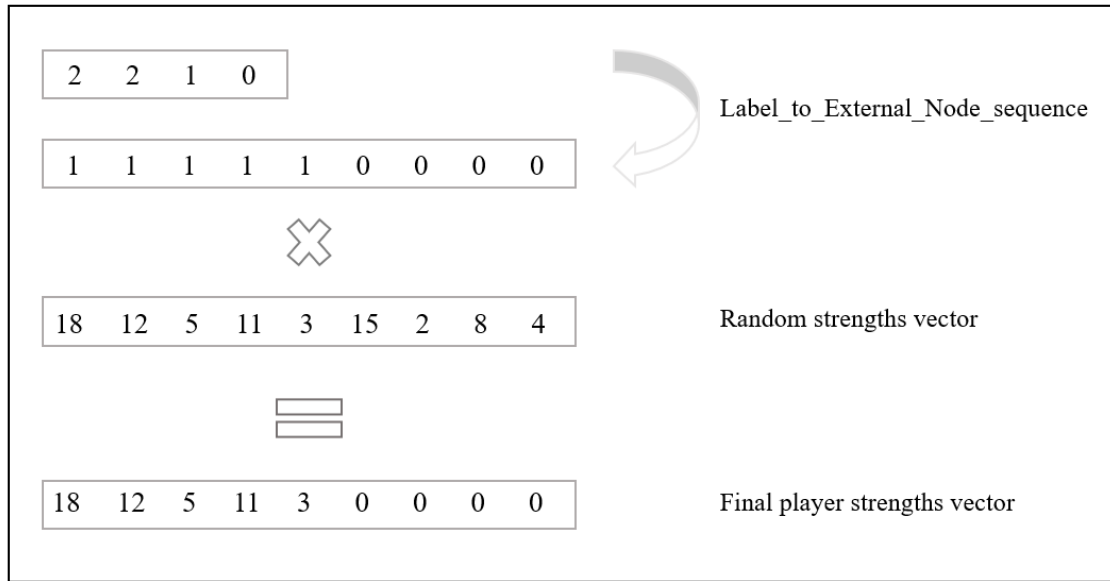 2 2 1 0
Label_to_External_Node_sequence
1 1 1 1 1 0 0 0 0
18 12 5 11 3 15 2 8 4
Random strengths vector
18 12 5 11 3 0 0 0 0
Final player strengths vector